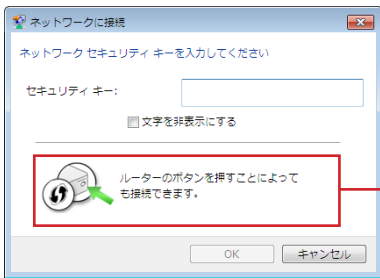 ネットワークに接続
ネットワーク セキュリティ キーを入力してください
セキュリティ キー:
文字を非表示にする
ルーターのボタンを押すことによって
も接続できます。
OK
キャンセル